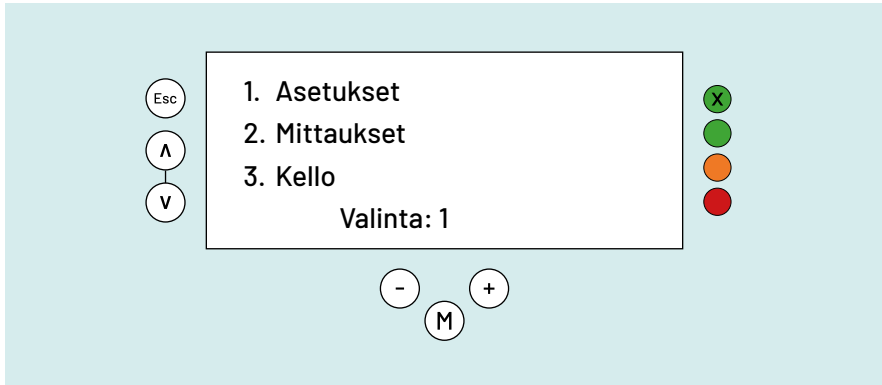 Esc
Λ
V
1. Asetukset
2. Mittaukset
3. Kello
Valinta: 1
X
- +
M